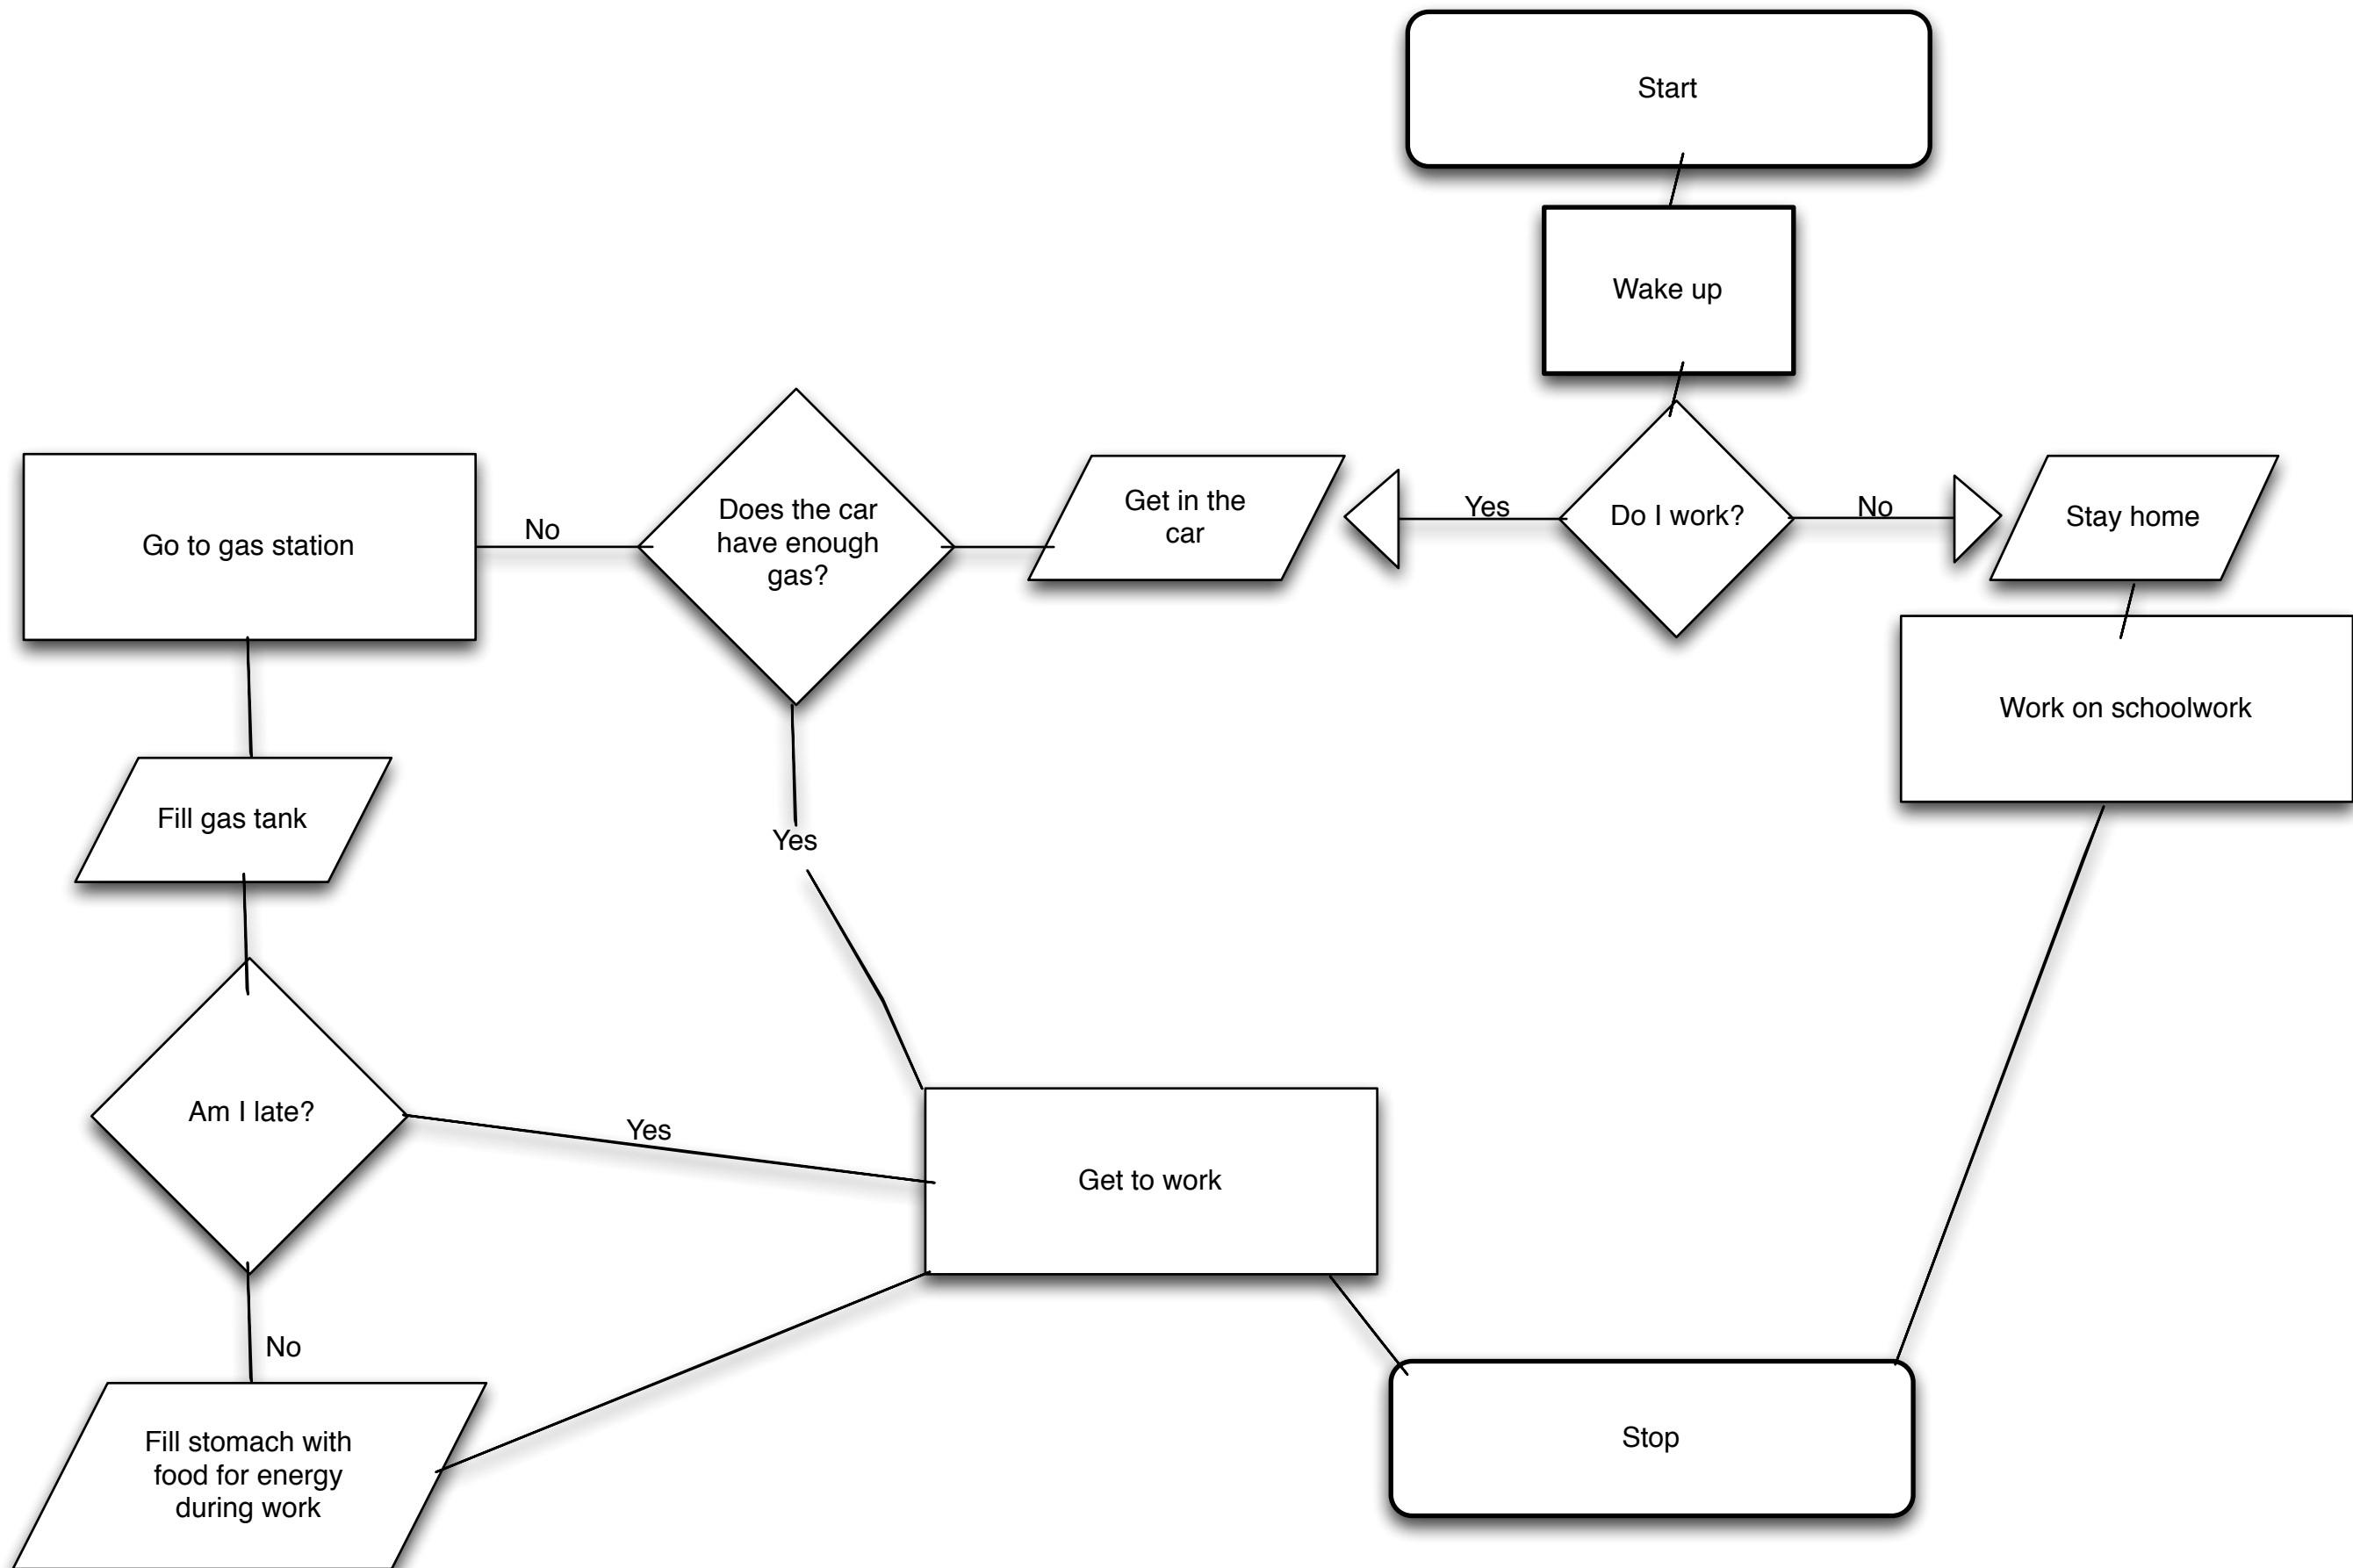 Start
Wake up
Do I work?
Yes
No
Get in the
car
Stay home
Does the car
have enough
gas?
No
Go to gas station
Work on schoolwork
Fill gas tank
Yes
Am I late?
Yes
Get to work
No
Fill stomach with
food for energy
during work
Stop